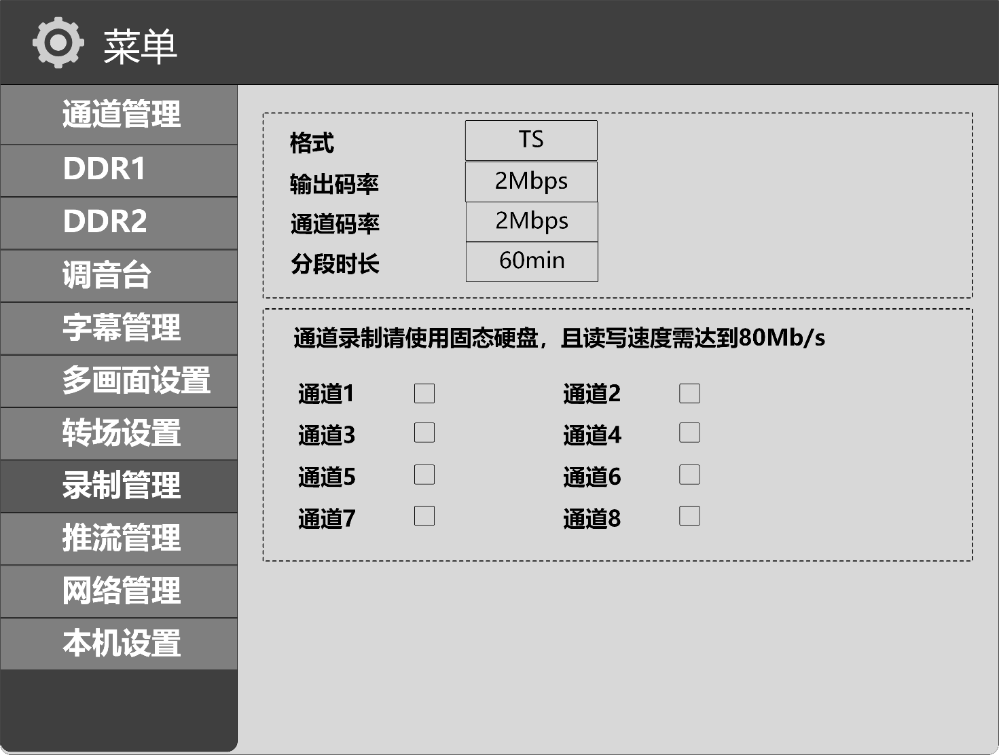 菜单
通道管理
DDR1
DDR2
调音台
字幕管理
多画面设置
转场设置
录制管理
推流管理
网络管理
本机设置
格式 TS
输出码率 2Mbps
通道码率 2Mbps
分段时长 60min
通道录制请使用固态硬盘，且读写速度需达到80Mb/s
通道1 通道2
通道3 通道4
通道5 通道6
通道7 通道8